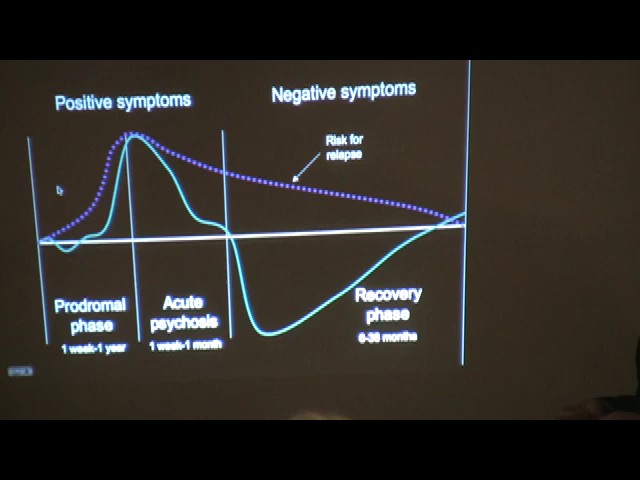 Positive symptoms
Negative symptoms
Risk for
relapse
Prodromal
phase
1 week-1 year
Acute
psychosis
1 week-1 month
Recovery
phase
6-36 months